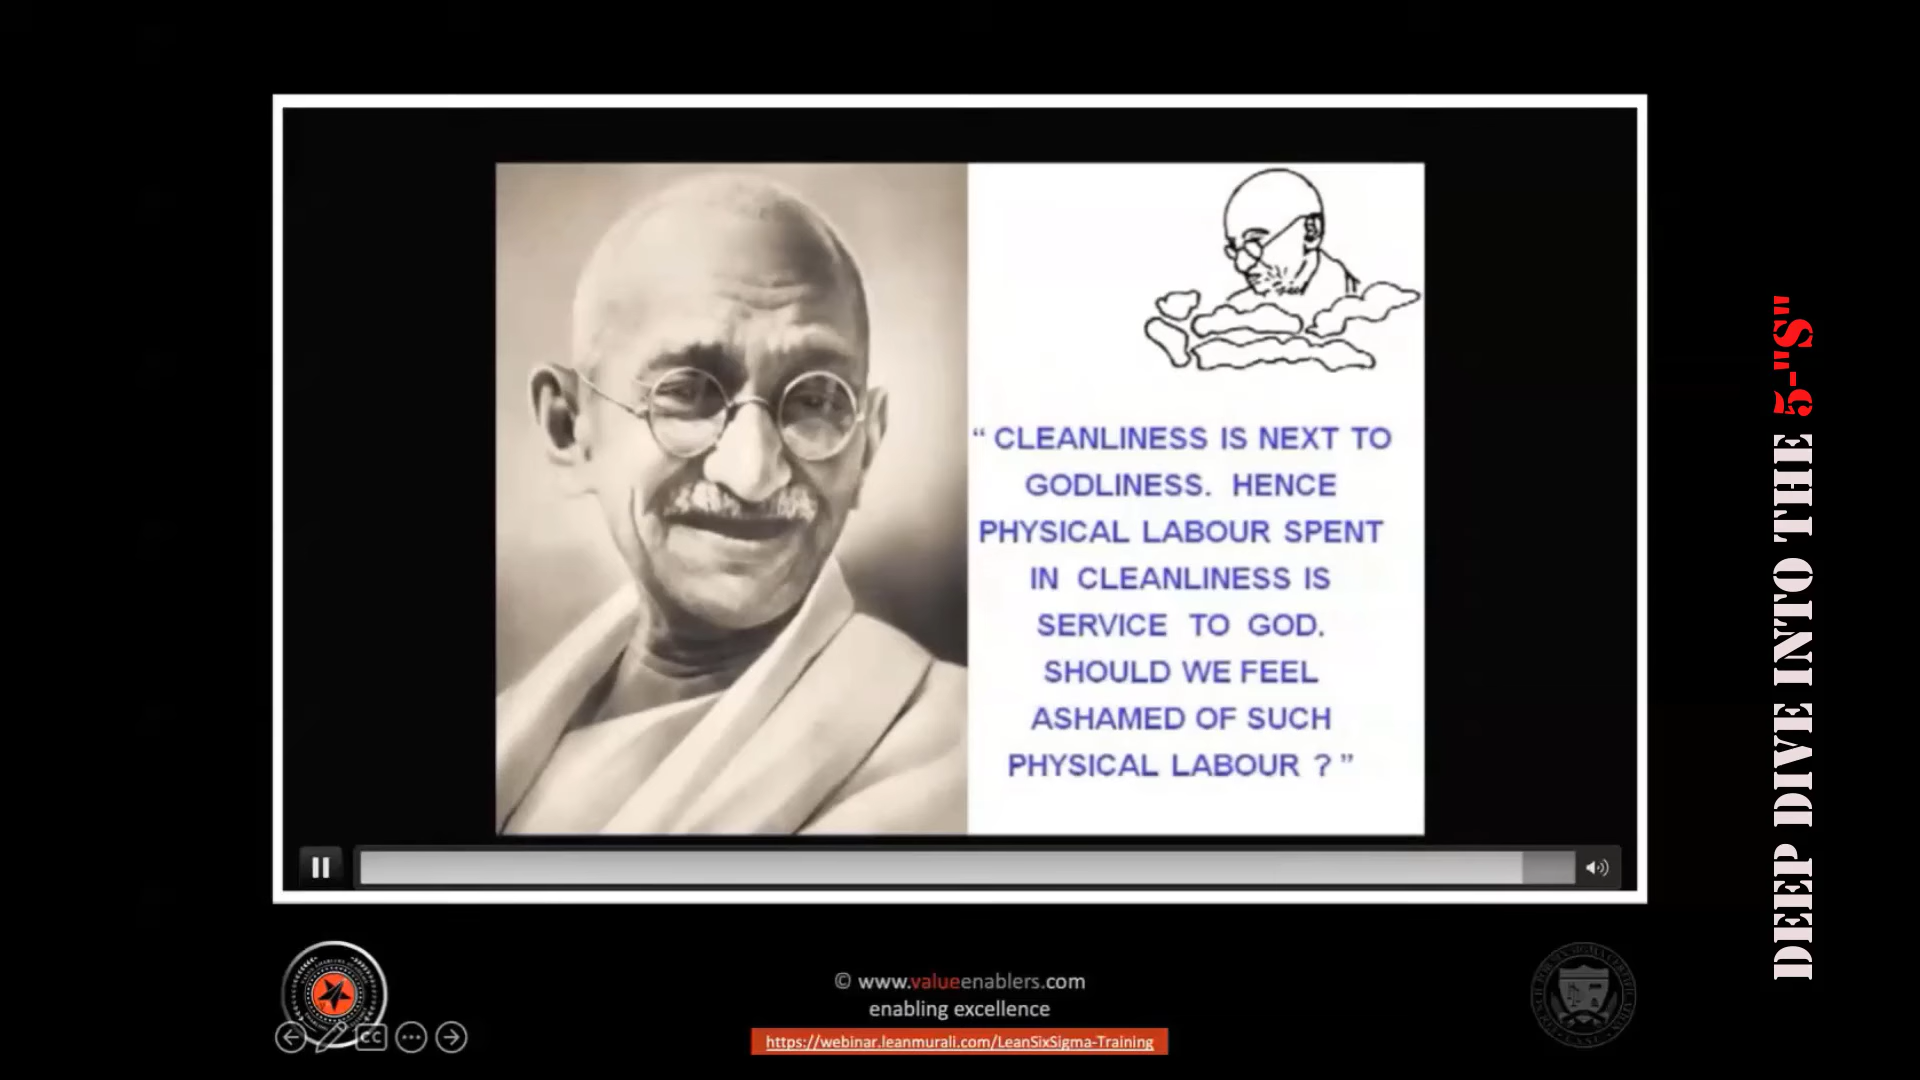 “ CLEANLINESS IS NEXT TO
GODLINESS. HENCE
PHYSICAL LABOUR SPENT
IN CLEANLINESS IS
SERVICE TO GOD.
SHOULD WE FEEL
ASHAMED OF SUCH
PHYSICAL LABOUR ? ”
DEEP DIVE INTO THE 5-"S"
© www.valueenablers.com
enabling excellence
https://webinar.leanmurali.com/LeanSixSigma-Training
CC